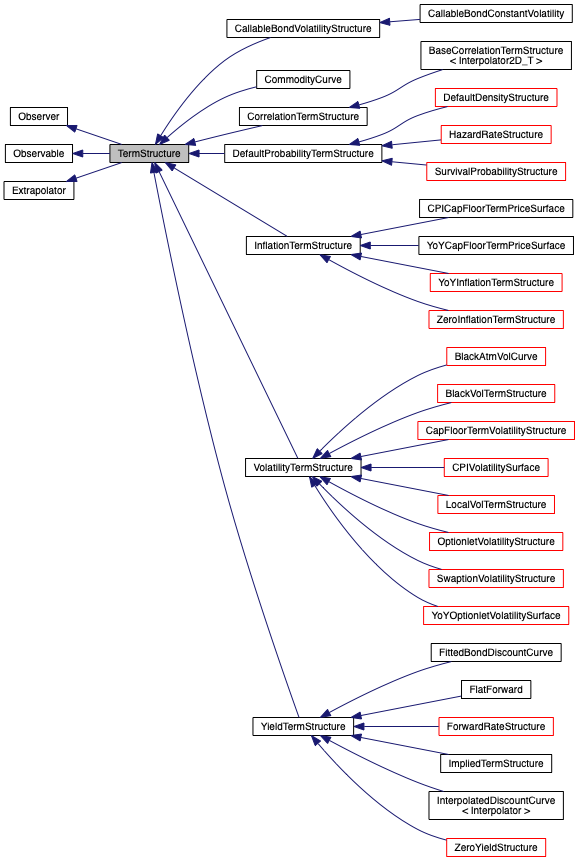 CallableBondConstantVolatility
CallableBondVolatilityStructure
BaseCorrelationTermStructure
< Interpolator2D_T >
CommodityCurve
DefaultDensityStructure
Observer
CorrelationTermStructure
HazardRateStructure
Observable
TermStructure
DefaultProbabilityTermStructure
SurvivalProbabilityStructure
Extrapolator
CPICapFloorTermPriceSurface
InflationTermStructure
YoYCapFloorTermPriceSurface
YoYInflationTermStructure
ZeroInflationTermStructure
BlackAtmVolCurve
BlackVolTermStructure
CapFloorTermVolatilityStructure
VolatilityTermStructure
CPIVolatilitySurface
LocalVolTermStructure
OptionletVolatilityStructure
SwaptionVolatilityStructure
YoYOptionletVolatilitySurface
FittedBondDiscountCurve
FlatForward
YieldTermStructure
ForwardRateStructure
ImpliedTermStructure
InterpolatedDiscountCurve
< Interpolator >
ZeroYieldStructure